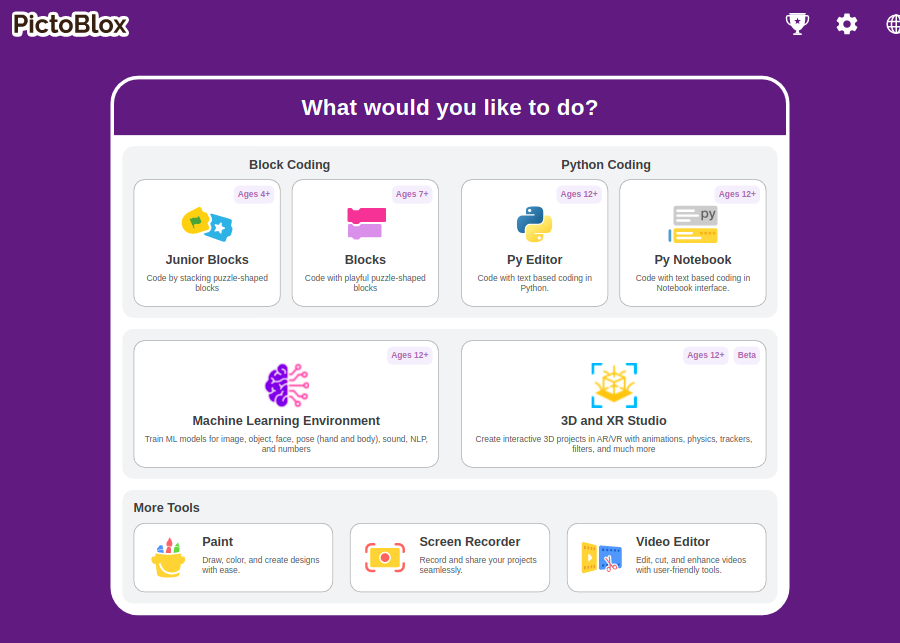 PictoBlox
What would you like to do?
Block Coding
Python Coding
Ages 4+
Junior Blocks
Code by stacking puzzle-shaped
blocks
Ages 7+
Blocks
Code with playful puzzle-shaped
blocks
Ages 12+
Py Editor
Code with text based coding in
Python.
Ages 12+
py
Py Notebook
Code with text based coding in
Notebook interface.
Ages 12+
Machine Learning Environment
Train ML models for image, object, face, pose (hand and body), sound, NLP,
and numbers
Ages 12+
Beta
3D and XR Studio
Create interactive 3D projects in AR/VR with animations, physics, trackers,
filters, and much more
More Tools
Paint
Draw, color, and create designs
with ease.
Screen Recorder
Record and share your projects
seamlessly.
Video Editor
Edit, cut, and enhance videos
with user-friendly tools.